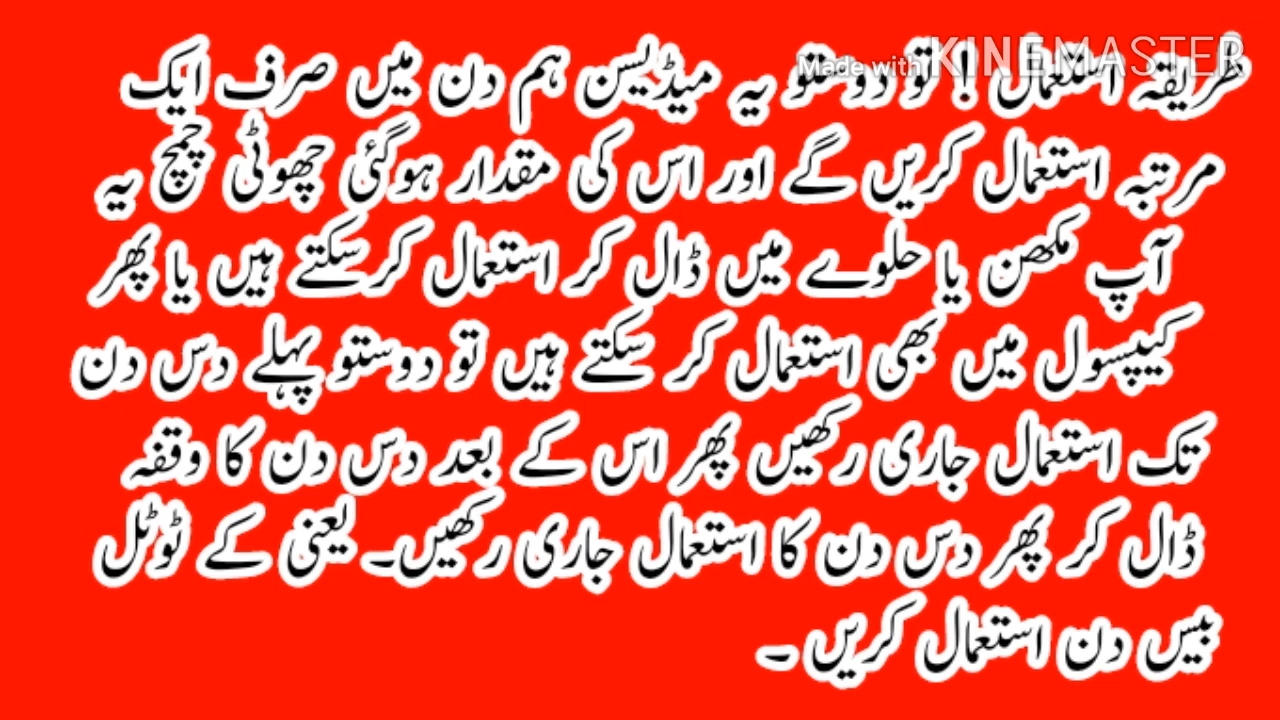 طریقہ استعمال ! تو دوستو یہ میڈیسن ہم دن میں صرف ایک
Made with KINEMASTER
مرتبہ استعمال کریں گے اور اس کی مقدار ہوگئی چھوٹی چمچ یہ
آپ مکھن یا حلوے میں ڈال کر استعمال کرسکتے ہیں یا پھر
کیپسول میں بھی استعمال کر سکتے ہیں تو دوستو پہلے دس دن
تک استعمال جاری رکھیں پھر اس کے بعد دس دن کا وقفہ
ڈال کر پھر دس دن کا استعمال جاری رکھیں۔ یعنی کے ٹوٹل
بیس دن استعمال کریں ۔